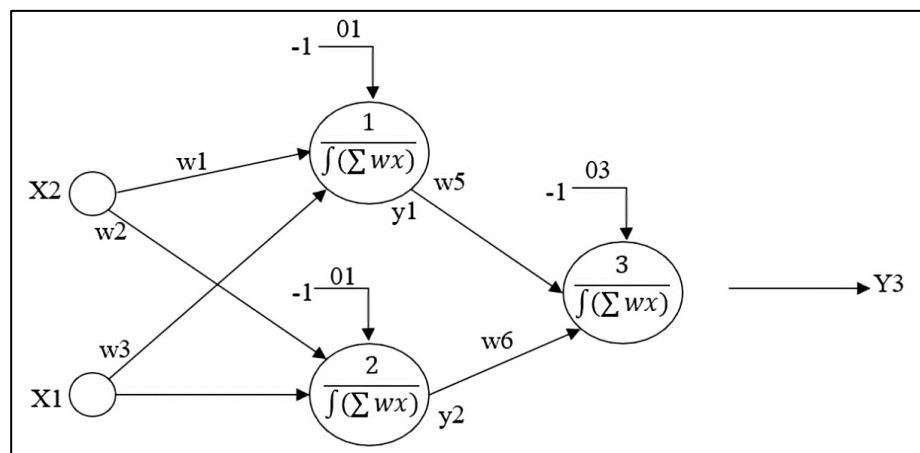 -1 01
1
∫(∑ wx)
w1
X2
w2
y1
w5
-1 03
3
∫(∑ wx)
Y3
-1 01
w3
w6
2
∫(∑ wx)
X1
y2